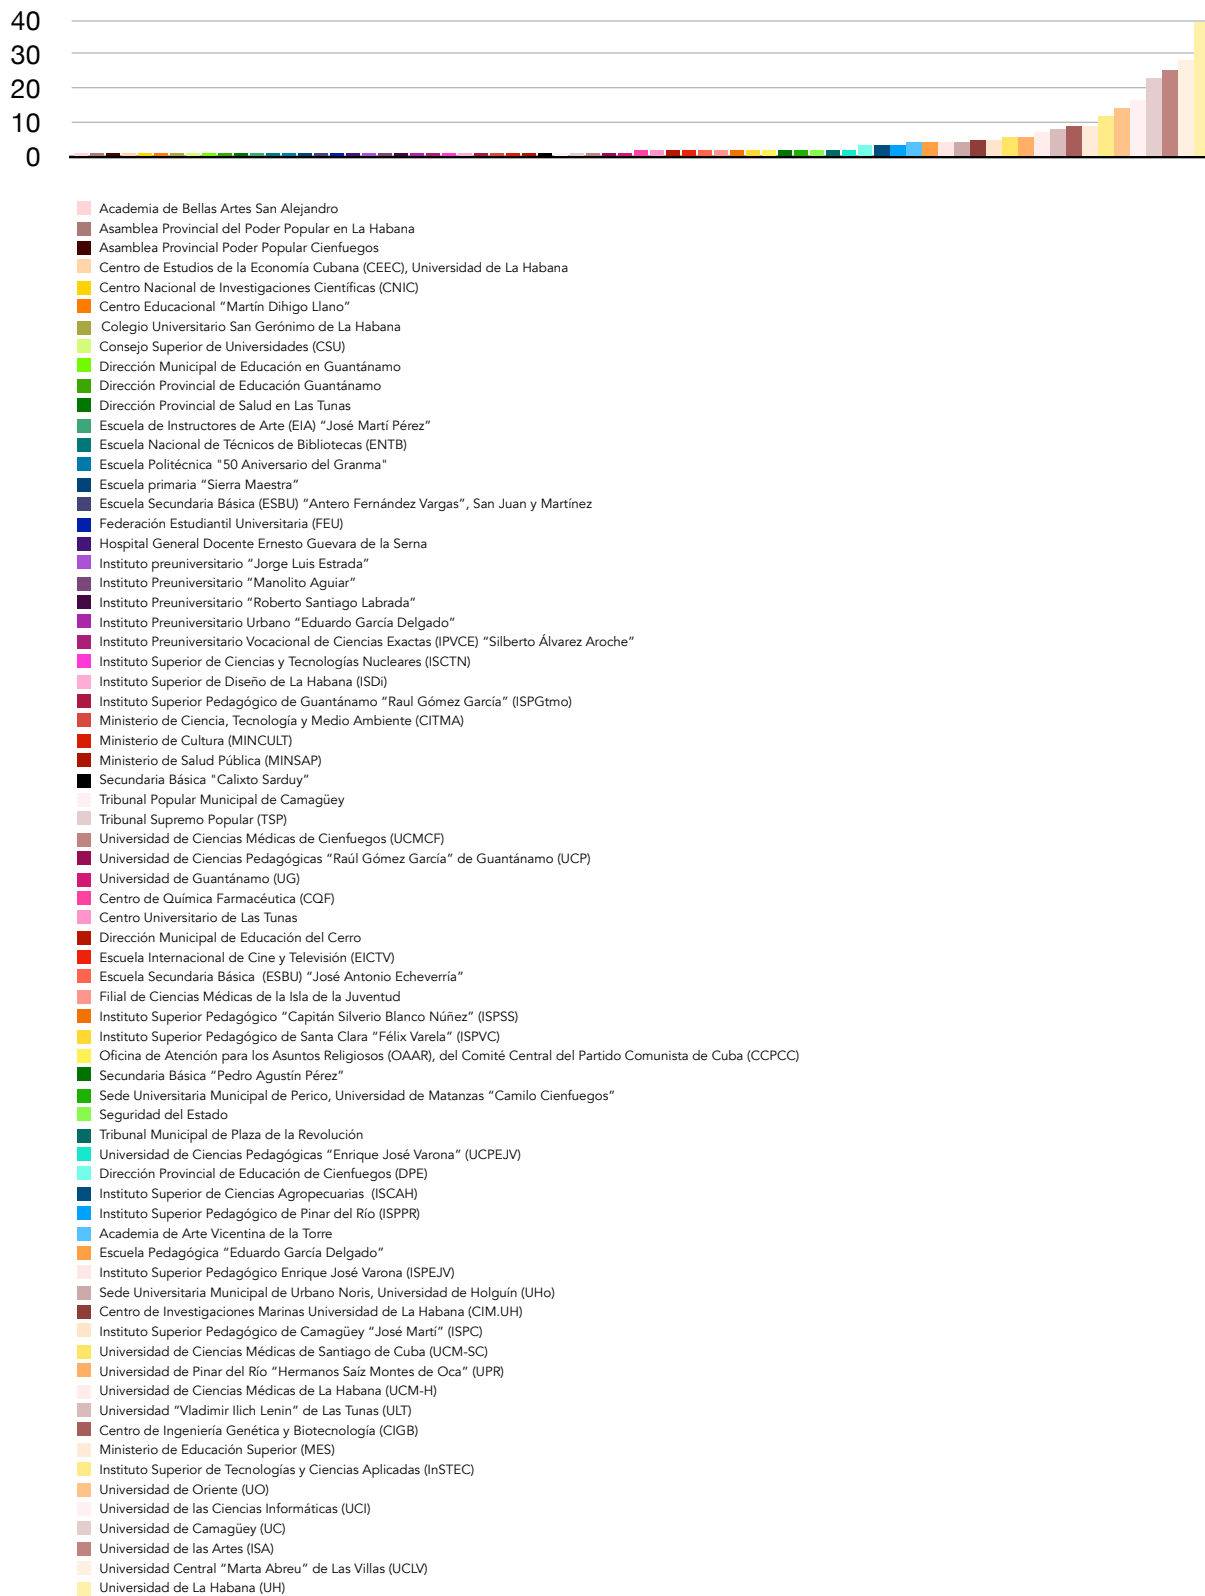 40
30
20
10
0
Academia de Bellas Artes San Alejandro
Asamblea Provincial del Poder Popular en La Habana
Asamblea Provincial Poder Popular Cienfuegos
Centro de Estudios de la Economía Cubana (CEEC), Universidad de La Habana
Centro Nacional de Investigaciones Científicas (CNIC)
Centro Educacional “Martín Dihigo Llano”
Colegio Universitario San Gerónimo de La Habana
Consejo Superior de Universidades (CSU)
Dirección Municipal de Educación en Guantánamo
Dirección Provincial de Educación Guantánamo
Dirección Provincial de Salud en Las Tunas
Escuela de Instructores de Arte (EIA) “José Martí Pérez”
Escuela Nacional de Técnicos de Bibliotecas (ENTB)
Escuela Politécnica "50 Aniversario del Granma"
Escuela primaria “Sierra Maestra”
Escuela Secundaria Básica (ESBU) “Antero Fernández Vargas”, San Juan y Martínez
Federación Estudiantil Universitaria (FEU)
Hospital General Docente Ernesto Guevara de la Serna
Instituto preuniversitario “Jorge Luis Estrada”
Instituto Preuniversitario “Manolito Aguiar”
Instituto Preuniversitario “Roberto Santiago Labrada”
Instituto Preuniversitario Urbano “Eduardo García Delgado”
Instituto Preuniversitario Vocacional de Ciencias Exactas (IPVCE) “Silberto Álvarez Aroche”
Instituto Superior de Ciencias y Tecnologías Nucleares (ISCTN)
Instituto Superior de Diseño de La Habana (ISDi)
Instituto Superior Pedagógico de Guantánamo “Raul Gómez García” (ISPGtmo)
Ministerio de Ciencia, Tecnología y Medio Ambiente (CITMA)
Ministerio de Cultura (MINCULT)
Ministerio de Salud Pública (MINSAP)
Secundaria Básica "Calixto Sarduy”
Tribunal Popular Municipal de Camagüey
Tribunal Supremo Popular (TSP)
Universidad de Ciencias Médicas de Cienfuegos (UCMCF)
Universidad de Ciencias Pedagógicas “Raúl Gómez García” de Guantánamo (UCP)
Universidad de Guantánamo (UG)
Centro de Química Farmacéutica (CQF)
Centro Universitario de Las Tunas
Dirección Municipal de Educación del Cerro
Escuela Internacional de Cine y Televisión (EICTV)
Escuela Secundaria Básica  (ESBU) “José Antonio Echeverría”
Filial de Ciencias Médicas de la Isla de la Juventud
Instituto Superior Pedagógico “Capitán Silverio Blanco Núñez” (ISPSS)
Instituto Superior Pedagógico de Santa Clara “Félix Varela” (ISPVC)
Oficina de Atención para los Asuntos Religiosos (OAAR), del Comité Central del Partido Comunista de Cuba (CCPCC)
Secundaria Básica “Pedro Agustín Pérez”
Sede Universitaria Municipal de Perico, Universidad de Matanzas “Camilo Cienfuegos”
Seguridad del Estado
Tribunal Municipal de Plaza de la Revolución
Universidad de Ciencias Pedagógicas “Enrique José Varona” (UCPEJV)
Dirección Provincial de Educación de Cienfuegos (DPE)
Instituto Superior de Ciencias Agropecuarias  (ISCAH)
Instituto Superior Pedagógico de Pinar del Río (ISPPR)
Academia de Arte Vicentina de la Torre
Escuela Pedagógica “Eduardo García Delgado”
Instituto Superior Pedagógico Enrique José Varona (ISPEJV)
Sede Universitaria Municipal de Urbano Noris, Universidad de Holguín (UHo)
Centro de Investigaciones Marinas Universidad de La Habana (CIM.UH)
Instituto Superior Pedagógico de Camagüey “José Martí” (ISPC)
Universidad de Ciencias Médicas de Santiago de Cuba (UCM-SC)
Universidad de Pinar del Río “Hermanos Saíz Montes de Oca” (UPR)
Universidad de Ciencias Médicas de La Habana (UCM-H)
Universidad “Vladimir Ilich Lenin” de Las Tunas (ULT)
Centro de Ingeniería Genética y Biotecnología (CIGB)
Ministerio de Educación Superior (MES)
Instituto Superior de Tecnologías y Ciencias Aplicadas (InSTEC)
Universidad de Oriente (UO)
Universidad de las Ciencias Informáticas (UCI)
Universidad de Camagüey (UC)
Universidad de las Artes (ISA)
Universidad Central “Marta Abreu” de Las Villas (UCLV)
Universidad de La Habana (UH)